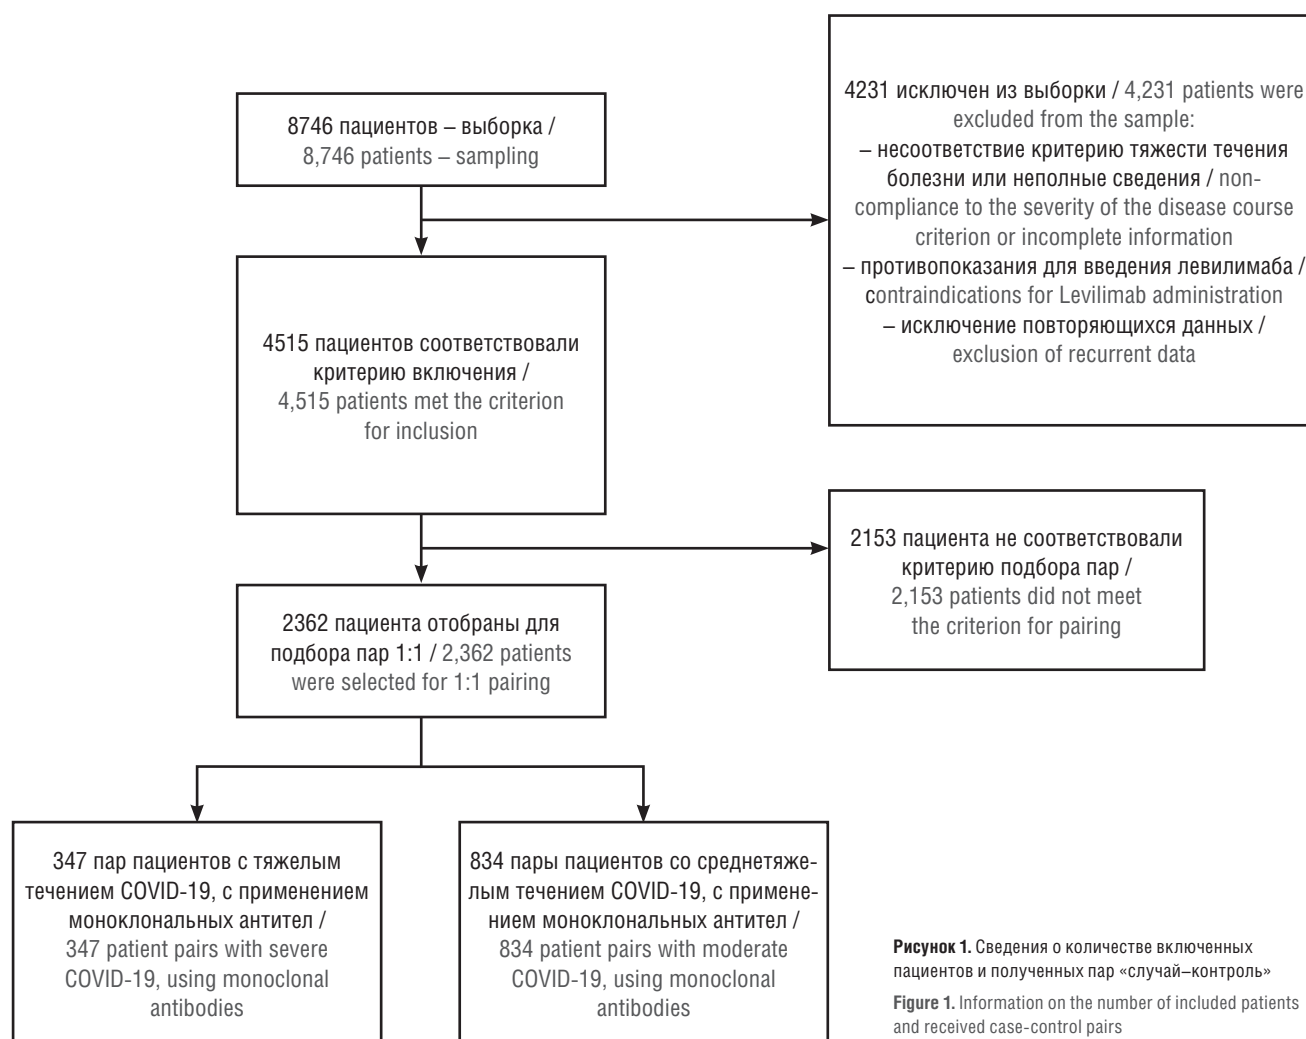 8746 пациентов – выборка /
8,746 patients – sampling
4231 исключен из выборки / 4,231 patients were
excluded from the sample:
– несоответствие критерию тяжести течения
болезни или неполные сведения / non-
compliance to the severity of the disease course
criterion or incomplete information
– противопоказания для введения левилимаба /
contraindications for Levilimab administration
– исключение повторяющихся данных /
exclusion of recurrent data
4515 пациентов соответствовали
критерию включения /
4,515 patients met the criterion
for inclusion
2153 пациента не соответствовали
критерию подбора пар /
2,153 patients did not meet
the criterion for pairing
2362 пациента отобраны для
подбора пар 1:1 / 2,362 patients
were selected for 1:1 pairing
347 пар пациентов с тяжелым
течением COVID-19, с применением
моноклональных антител /
347 patient pairs with severe
COVID-19, using monoclonal
antibodies
834 пары пациентов со среднетяже-
лым течением COVID-19, с примене-
нием моноклональных антител /
834 patient pairs with moderate
COVID-19, using monoclonal
antibodies
Рисунок 1. Сведения о количестве включенных
пациентов и полученных пар «случай–контроль»
Figure 1. Information on the number of included patients
and received case-control pairs